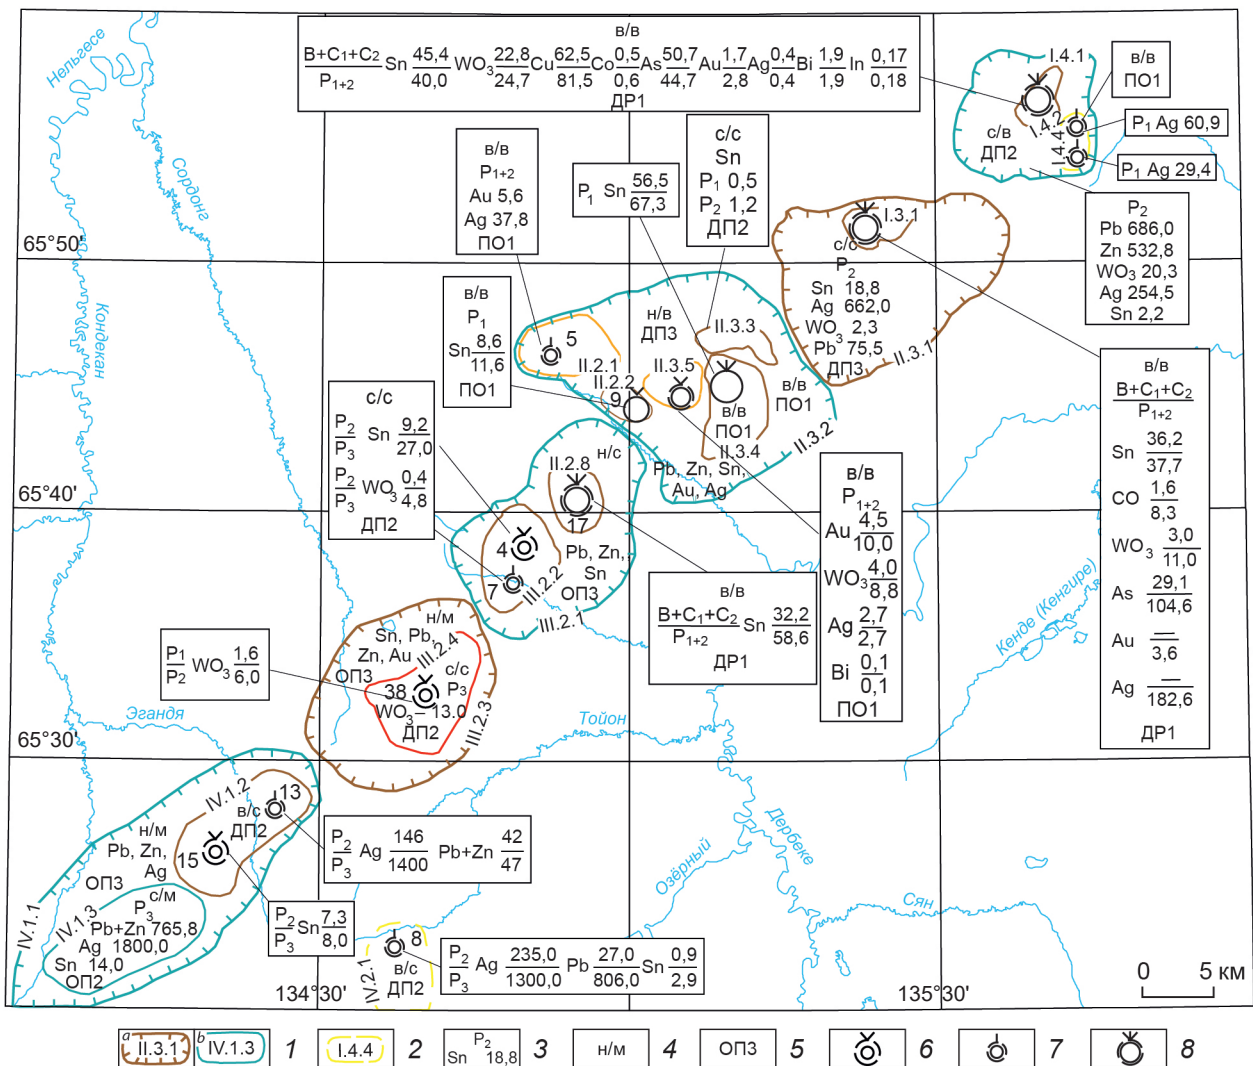 в/в
B+C1+C2 / P1+2 Sn 45,4/40,0 WO3 22,8/24,7 Cu 62,5/81,5 Co 0,5/0,6 As 50,7/44,7 Au 1,7/2,8 Ag 0,4/0,4 Bi 1,9/1,9 In 0,17/0,18
ДР1
Нельгесе
Сордонг
Кондекан
I.4.1
I.4.2
I.4.4
с/в
ДП2
в/в
ПО1
P1 Ag 60,9
P1 Ag 29,4
P2
Pb 686,0
Zn 532,8
WO3 20,3
Ag 254,5
Sn 2,2
в/в
P1+2
Au 5,6
Ag 37,8
ПО1
P1 Sn 56,5/67,3
с/с
Sn
P1 0,5
P2 1,2
ДП2
65°50'
I.3.1
с/с
P2
Sn 18,8
Ag 662,0
WO3 2,3
Pb 75,5
ДП3
II.3.1
в/в
P1
Sn 8,6/11,6
ПО1
5
II.2.1
II.2.2
9
н/в
ДП3
II.3.3
II.3.5
в/в
ПО1
II.3.4
в/в
ПО1
II.3.2
Pb, Zn, Sn,
Au, Ag
в/в
B+C1+C2 / P1+2
Sn 36,2/37,7
CO 1,6/8,3
WO3 3,0/11,0
As 29,1/104,6
Au —/3,6
Ag —/182,6
ДР1
с/с
P2/P3 Sn 9,2/27,0
P2/P3 WO3 0,4/4,8
ДП2
65°40'
н/с
II.2.8
17
4
7
III.2.2
Pb, Zn,
Sn
ОП3
III.2.1
в/в
P1+2
Au 4,5/10,0
WO3 4,0/8,8
Ag 2,7/2,7
Bi 0,1/0,1
ПО1
в/в
B+C1+C2 / P1+2 Sn 32,2/58,6
ДР1
Кенде (Кенгире)
P1/P2 WO3 1,6/6,0
н/м
Sn, Pb,
Zn, Au
ОП3
III.2.4
с/с
P3
38
WO3 – 13.0
ДП2
III.2.3
Эгандя
Тойон
65°30'
Дербеке
Озёрный
Сян
IV.1.2
13
в/с
ДП2
15
н/м
Pb, Zn,
Ag
ОП3
с/м
P3
IV.1.3
Pb+Zn 765,8
Ag 1800,0
Sn 14,0
ОП2
IV.1.1
P2/P3 Ag 146/1400 Pb+Zn 42/47
P2/P3 Sn 7,3/8,0
8
в/с
ДП2
IV.2.1
P2/P3 Ag 235,0/1300,0 Pb 27,0/806,0 Sn 0,9/2,9
134°30'
135°30'
0 5 км
a II.3.1 b IV.1.3 1 I.4.4 2 P2 Sn 18,8 3 н/м 4 ОП3 5 6 7 8